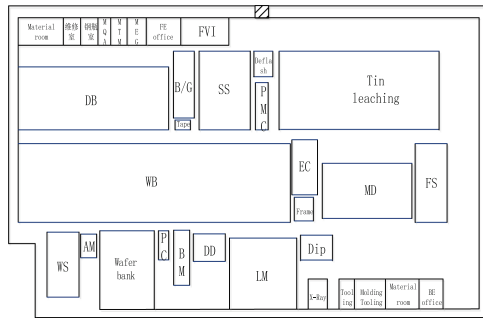 Material
room
维修
室
钢瓶
室
M
Q
A
M
T
M
M
E
G
FE
office
FVI
DB
B/G
Tape
SS
Defla
sh
P
M
C
Tin
leaching
WB
EC
Frame
MD
FS
WS
AM
Wafer
bank
P
C
B
M
DD
LM
Dip
X-Ray
Tool
ing
Molding
Tooling
Material
room
BE
office